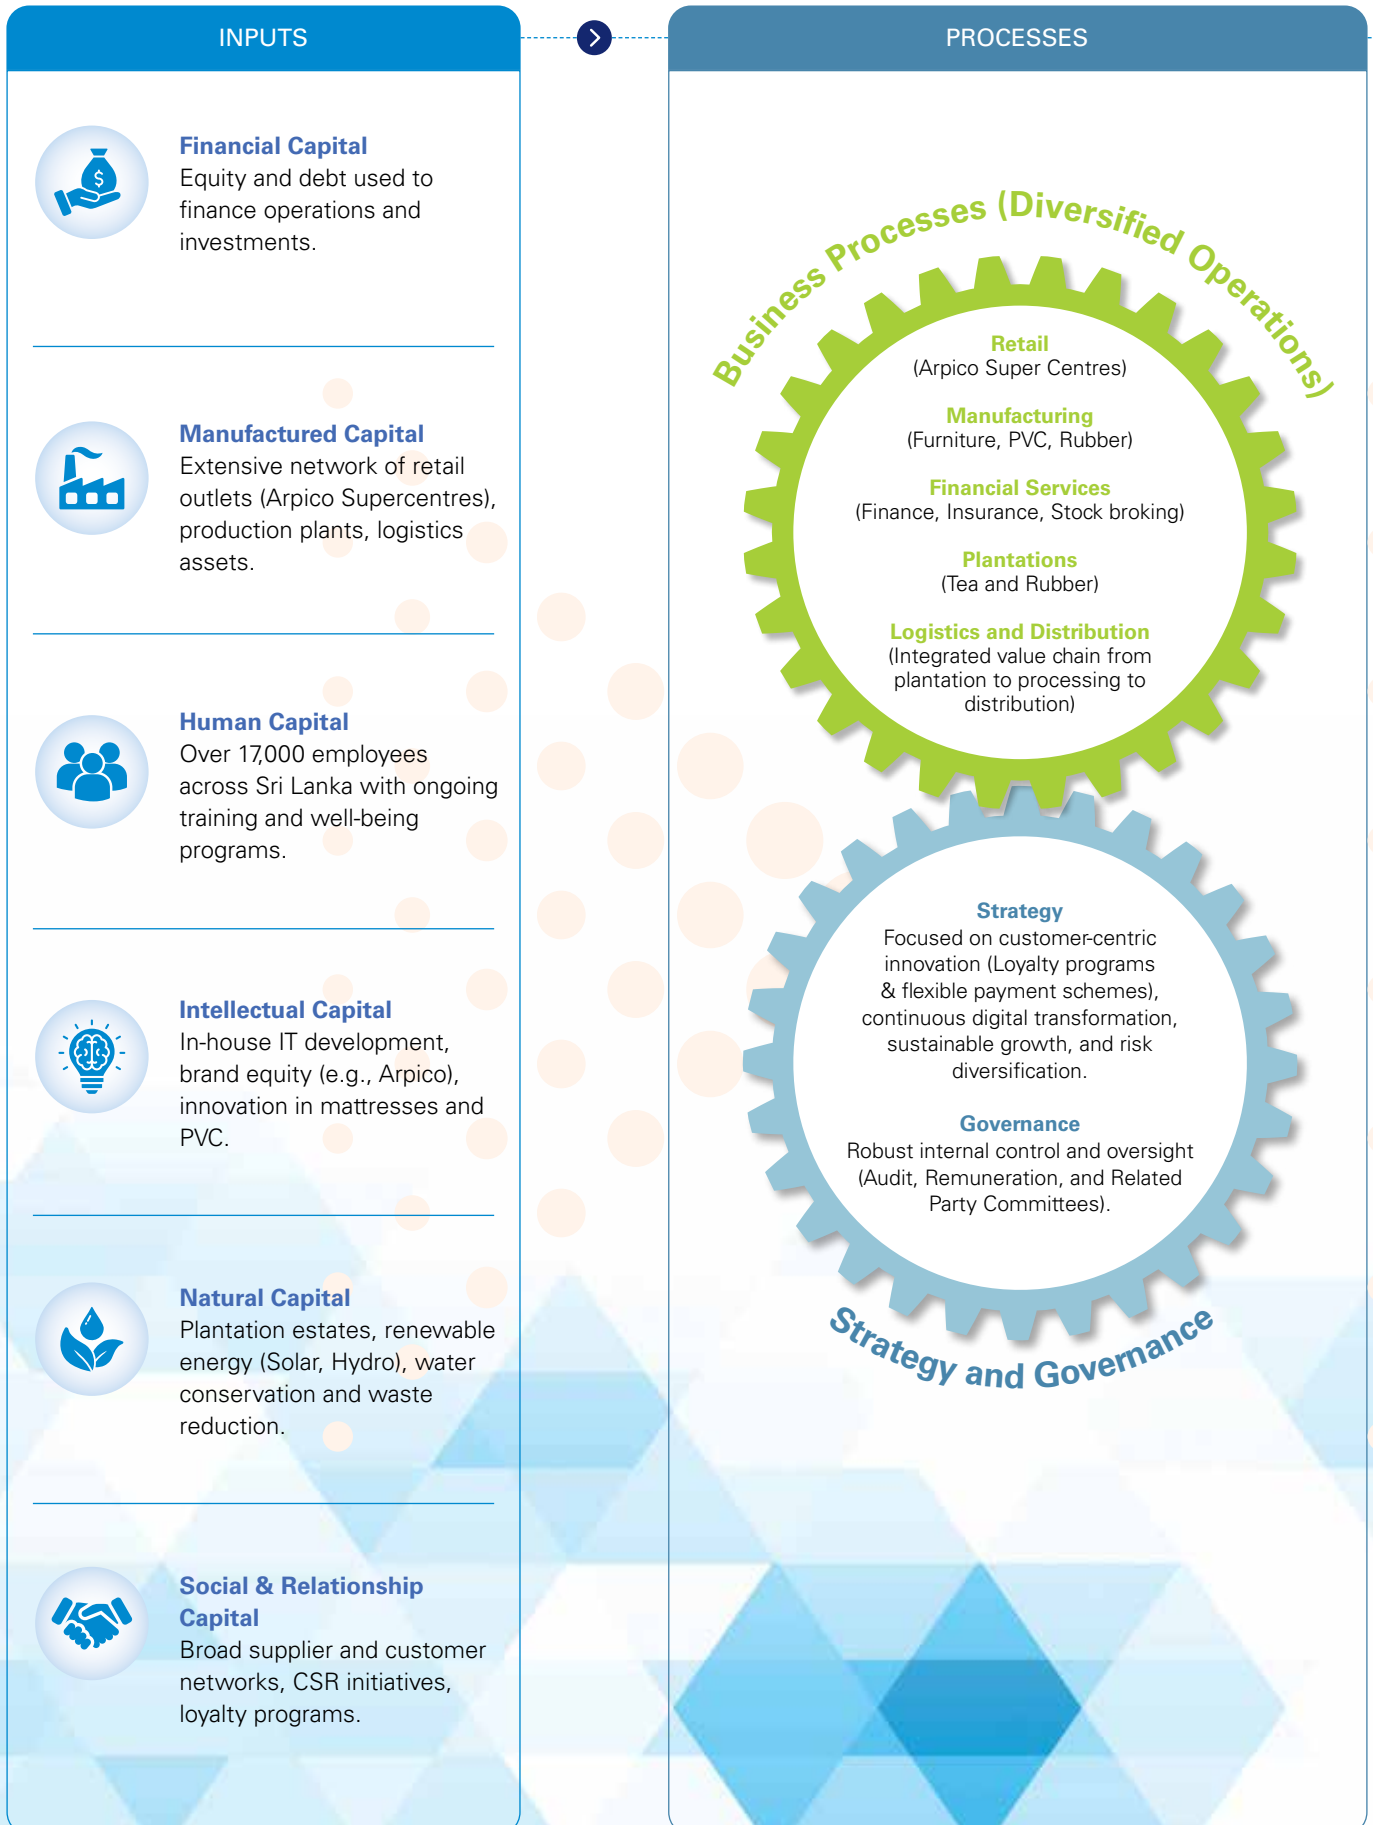 INPUTS
Financial Capital
Equity and debt used to
finance operations and
investments.
Manufactured Capital
Extensive network of retail
outlets (Arpico Supercentres),
production plants, logistics
assets.
Human Capital
Over 17,000 employees
across Sri Lanka with ongoing
training and well-being
programs.
Intellectual Capital
In-house IT development,
brand equity (e.g., Arpico),
innovation in mattresses and
PVC.
Natural Capital
Plantation estates, renewable
energy (Solar, Hydro), water
conservation and waste
reduction.
Social & Relationship
Capital
Broad supplier and customer
networks, CSR initiatives,
loyalty programs.
PROCESSES
Business Processes (Diversified Operations)
Retail
(Arpico Super Centres)
Manufacturing
(Furniture, PVC, Rubber)
Financial Services
(Finance, Insurance, Stock broking)
Plantations
(Tea and Rubber)
Logistics and Distribution
(Integrated value chain from
plantation to processing to
distribution)
Strategy
Focused on customer-centric
innovation (Loyalty programs
& flexible payment schemes),
continuous digital transformation,
sustainable growth, and risk
diversification.
Governance
Robust internal control and oversight
(Audit, Remuneration, and Related
Party Committees).
Strategy and Governance